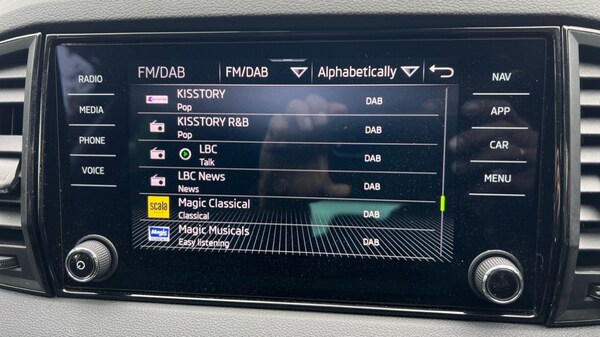 RADIO
MEDIA
PHONE
VOICE
FM/DAB
FM/DAB
Alphabetically
KISSTORY
Pop
DAB
KISSTORY R&B
Pop
DAB
LBC
Talk
DAB
LBC News
News
DAB
scala
Magic Classical
Classical
DAB
Magic
Magic Musicals
Easy listening
DAB
NAV
APP
CAR
MENU